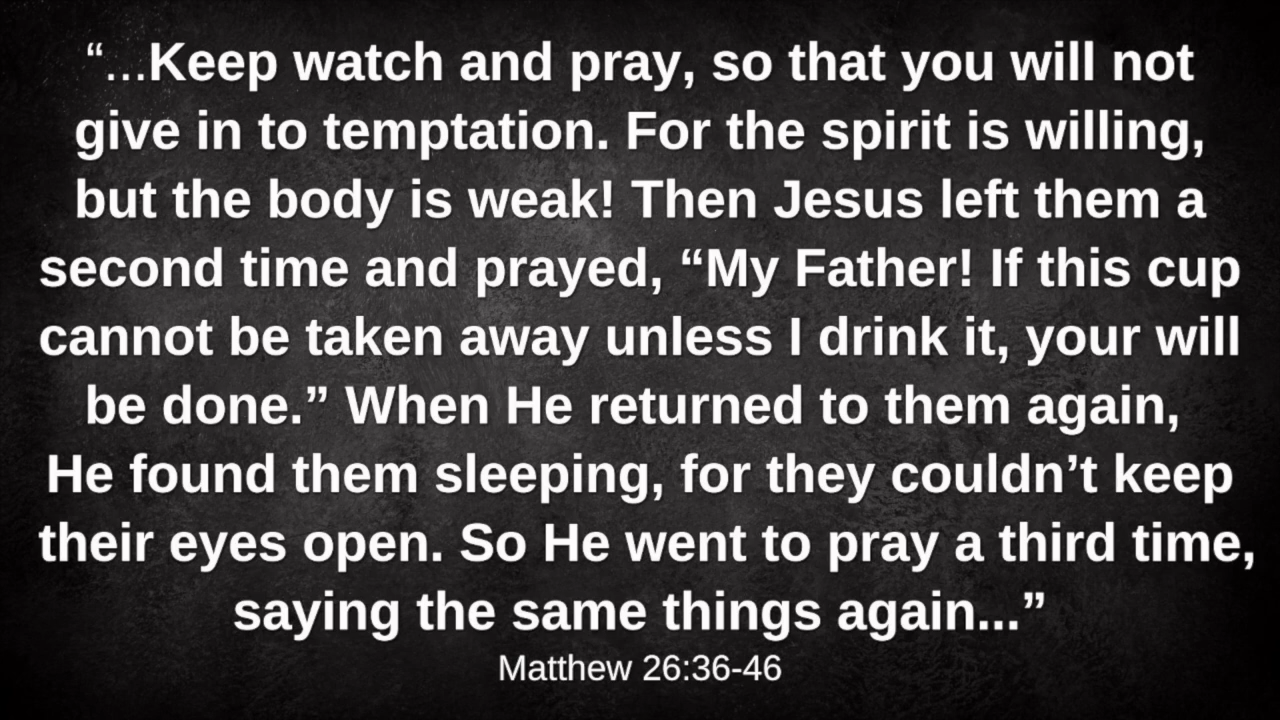 “...Keep watch and pray, so that you will not
give in to temptation. For the spirit is willing,
but the body is weak! Then Jesus left them a
second time and prayed, “My Father! If this cup
cannot be taken away unless I drink it, your will
be done.” When He returned to them again,
He found them sleeping, for they couldn’t keep
their eyes open. So He went to pray a third time,
saying the same things again...”
Matthew 26:36-46